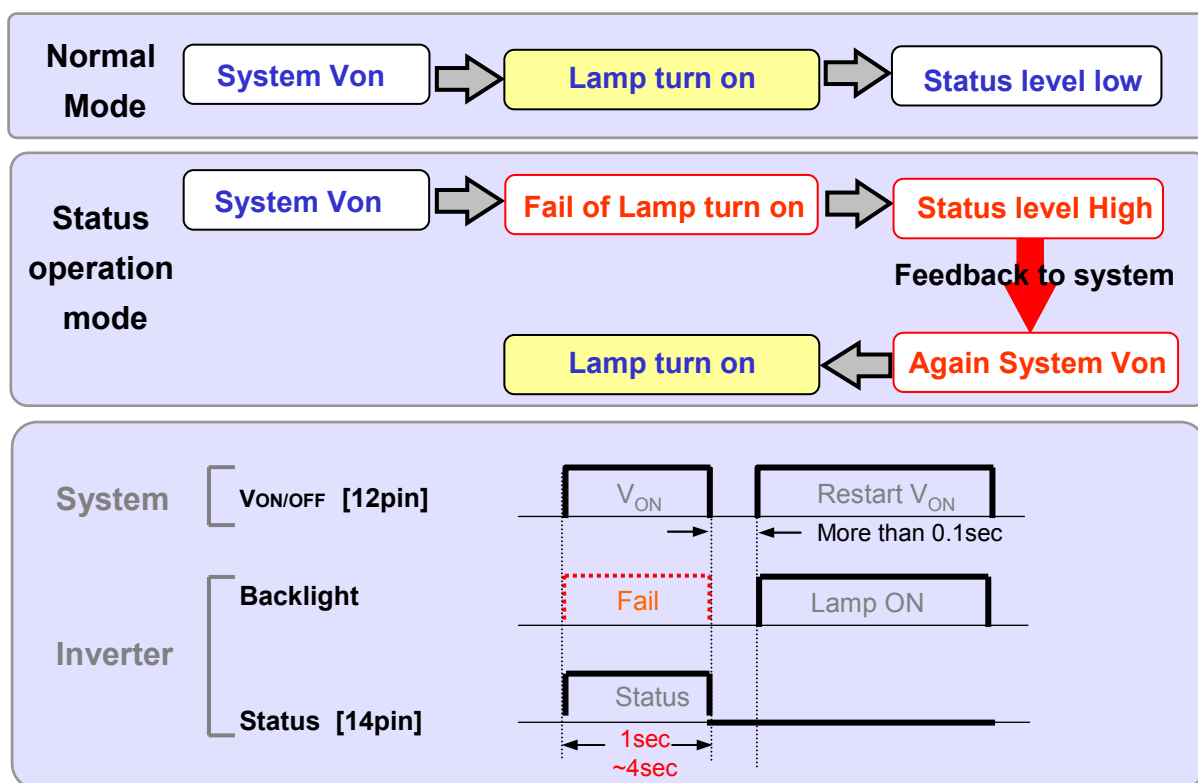 Normal
Mode
System Von
Lamp turn on
Status level low
Status
operation
mode
System Von
Fail of Lamp turn on
Status level High
Feedback to system
Lamp turn on
Again System Von
System
VON/OFF [12pin]
VON
Restart VON
More than 0.1sec
Inverter
Backlight
Fail
Lamp ON
Status [14pin]
Status
1sec
~4sec